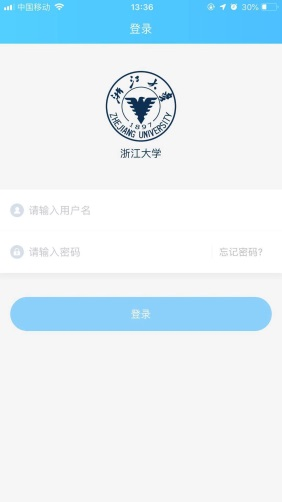 中国移动 13:36 30%
登录
浙江大学
ZHEJIANG UNIVERSITY
1897
浙江大学
请输入用户名
请输入密码 忘记密码?
登录